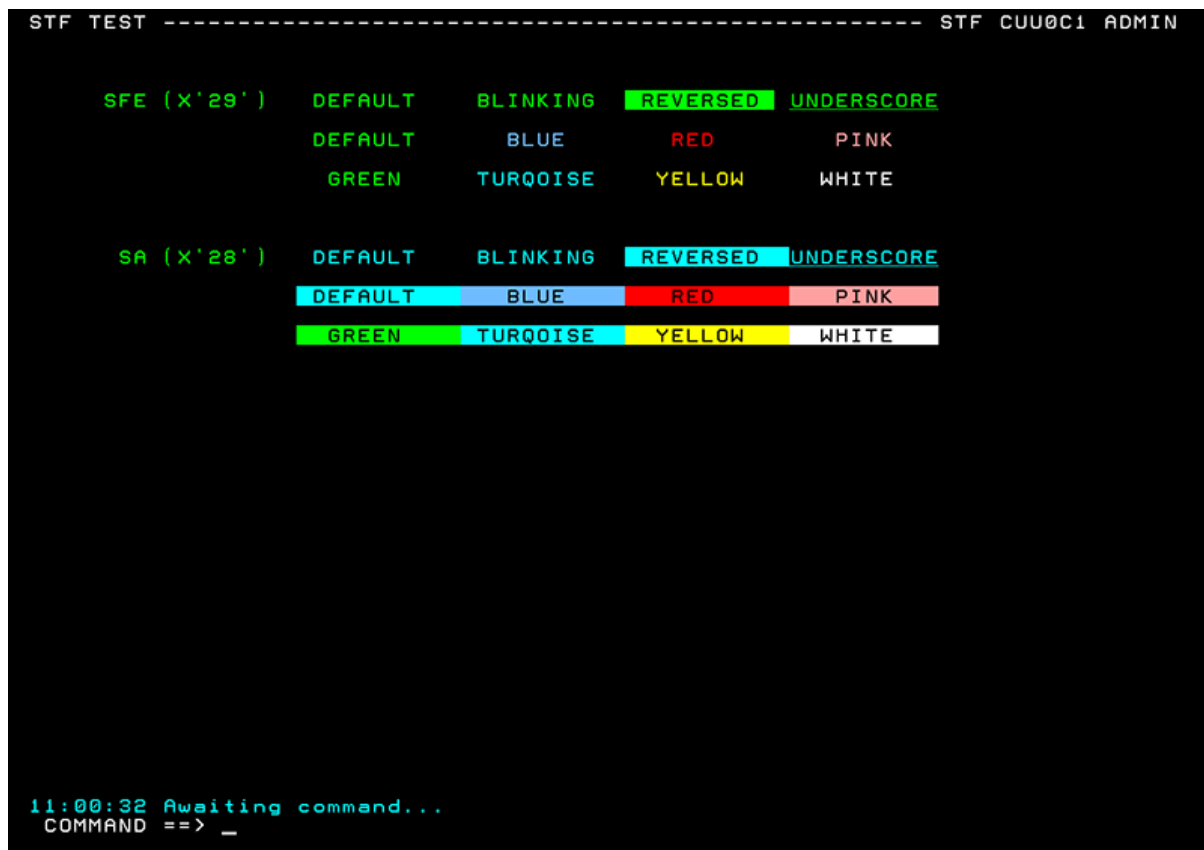 STF TEST --------------------------------------------------- STF CUU0C1 ADMIN
SFE (X'29') DEFAULT BLINKING REVERSED UNDERSCORE
DEFAULT BLUE RED PINK
GREEN TURQOISE YELLOW WHITE
SA (X'28') DEFAULT BLINKING REVERSED UNDERSCORE
DEFAULT BLUE RED PINK
GREEN TURQOISE YELLOW WHITE
11:00:32 Awaiting command...
COMMAND ==> _